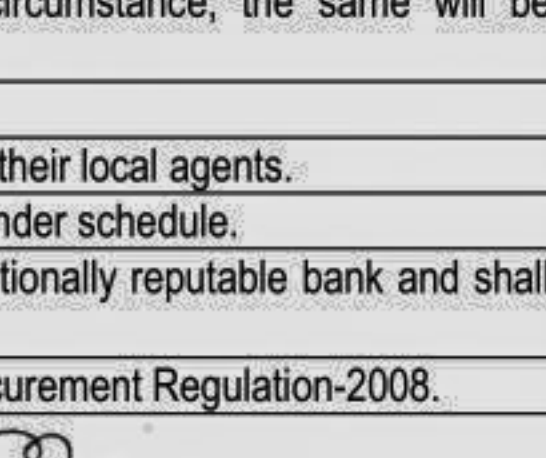 circumstance, the same will be
their local agents.
nder schedule.
tionally reputable bank and shall
curement Regulation-2008.